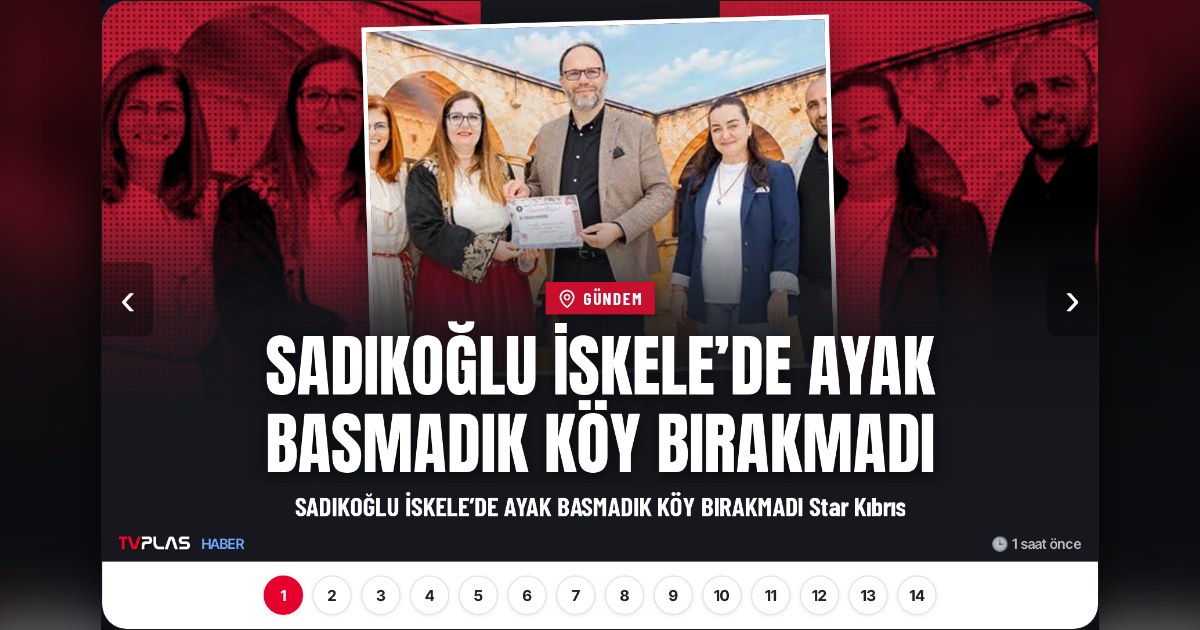 GÜNDEM
SADIKOĞLU İSKELE’DE AYAK
BASMADIK KÖY BIRAKMADI
SADIKOĞLU İSKELE’DE AYAK BASMADIK KÖY BIRAKMADI Star Kıbrıs
TVPLAS HABER
1 saat önce
1 2 3 4 5 6 7 8 9 10 11 12 13 14